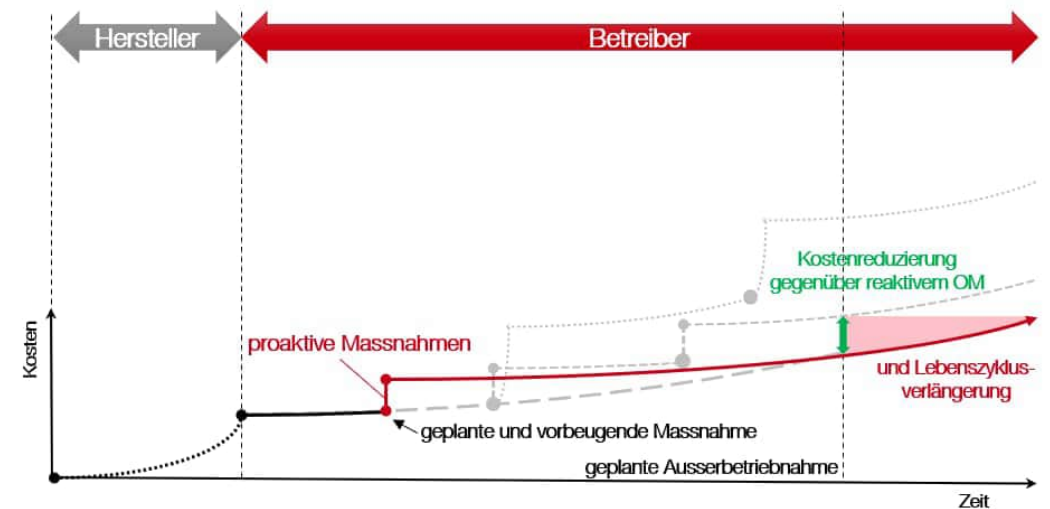 Hersteller
Betreiber
Kostenreduzierung
gegenüber reaktivem OM
Kosten
proaktive Massnahmen
und Lebenszyklus-
verlängerung
geplante und vorbeugende Massnahme
geplante Ausserbetriebnahme
Zeit